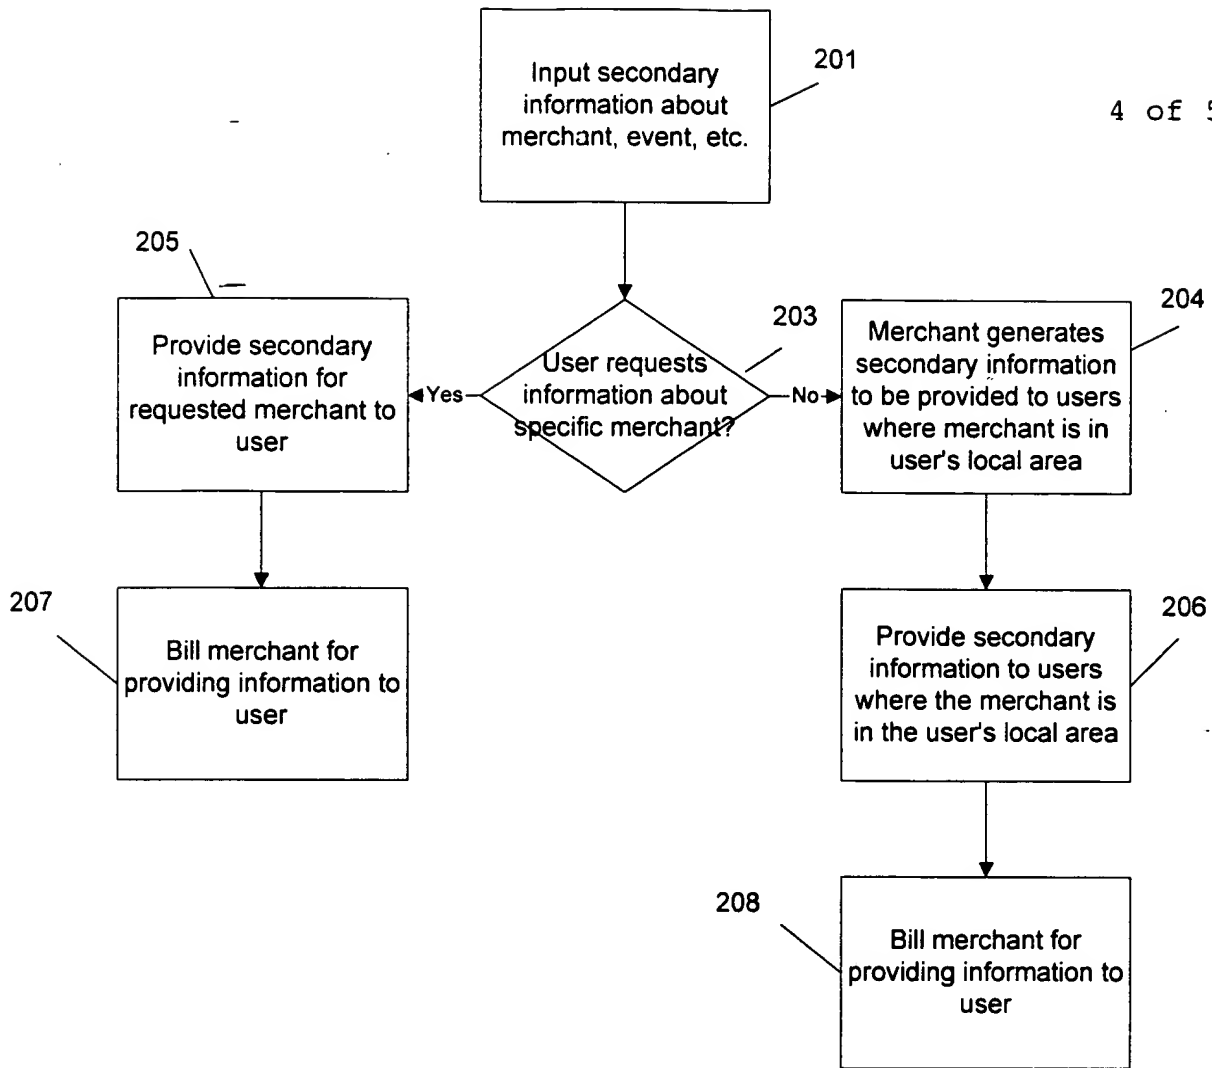 Input secondary
information about
merchant, event, etc.
201
4 of 5
205
Provide secondary
information for
requested merchant to
user
Yes
User requests
information about
specific merchant?
203
No
Merchant generates
secondary information
to be provided to users
where merchant is in
user's local area
204
207
Bill merchant for
providing information to
user
Provide secondary
information to users
where the merchant is
in the user's local area
206
208
Bill merchant for
providing information to
user